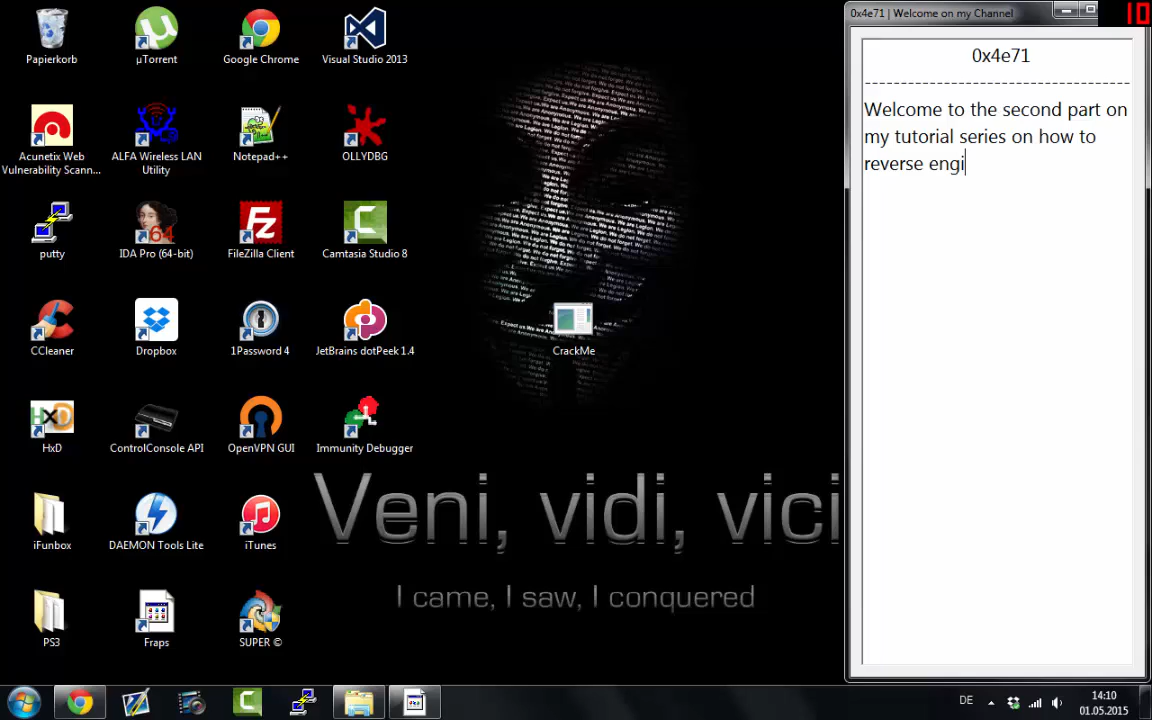 Papierkorb
µTorrent
Google Chrome
Visual Studio 2013
Acunetix Web
Vulnerability Scann...
ALFA Wireless LAN
Utility
Notepad++
OLLYDBG
putty
IDA Pro (64-bit)
FileZilla Client
Camtasia Studio 8
CCleaner
Dropbox
1Password 4
JetBrains dotPeek 1.4
CrackMe
HxD
ControlConsole API
OpenVPN GUI
Immunity Debugger
iFunbox
DAEMON Tools Lite
iTunes
PS3
Fraps
SUPER ©
Veni, vidi, vici
I came, I saw, I conquered
0x4e71 | Welcome on my Channel
10
0x4e71
Welcome to the second part on
my tutorial series on how to
reverse engi
DE
14:10
01.05.2015